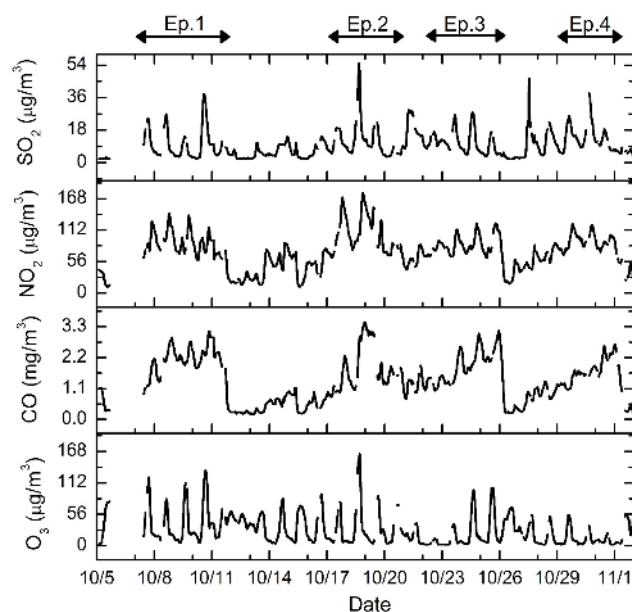 Ep.1 Ep.2 Ep.3 Ep.4
SO₂ (μg/m³)
54
36
18
0
NO₂ (μg/m³)
168
112
56
0
CO (mg/m³)
3.3
2.2
1.1
0.0
O₃ (μg/m³)
168
112
56
0
10/5 10/8 10/11 10/14 10/17 10/20 10/23 10/26 10/29 11/1
Date